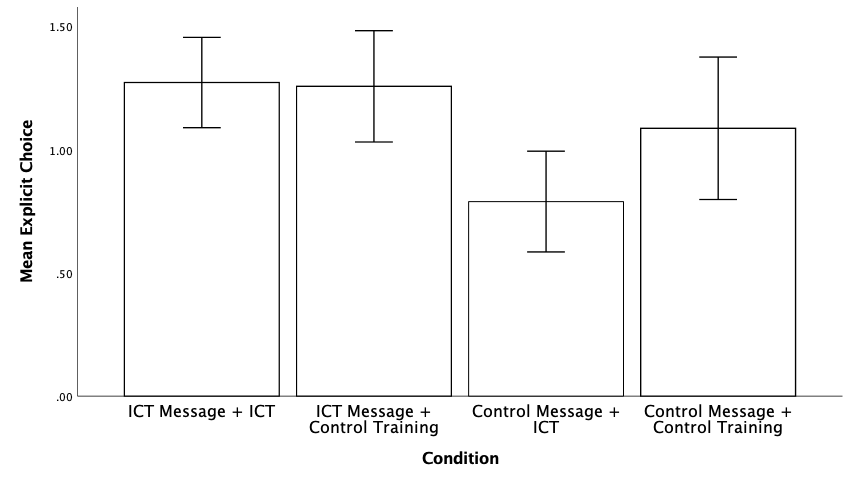 1.50
1.00
.50
.00
Mean Explicit Choice
ICT Message + ICT
ICT Message +
Control Training
Control Message +
ICT
Control Message +
Control Training
Condition